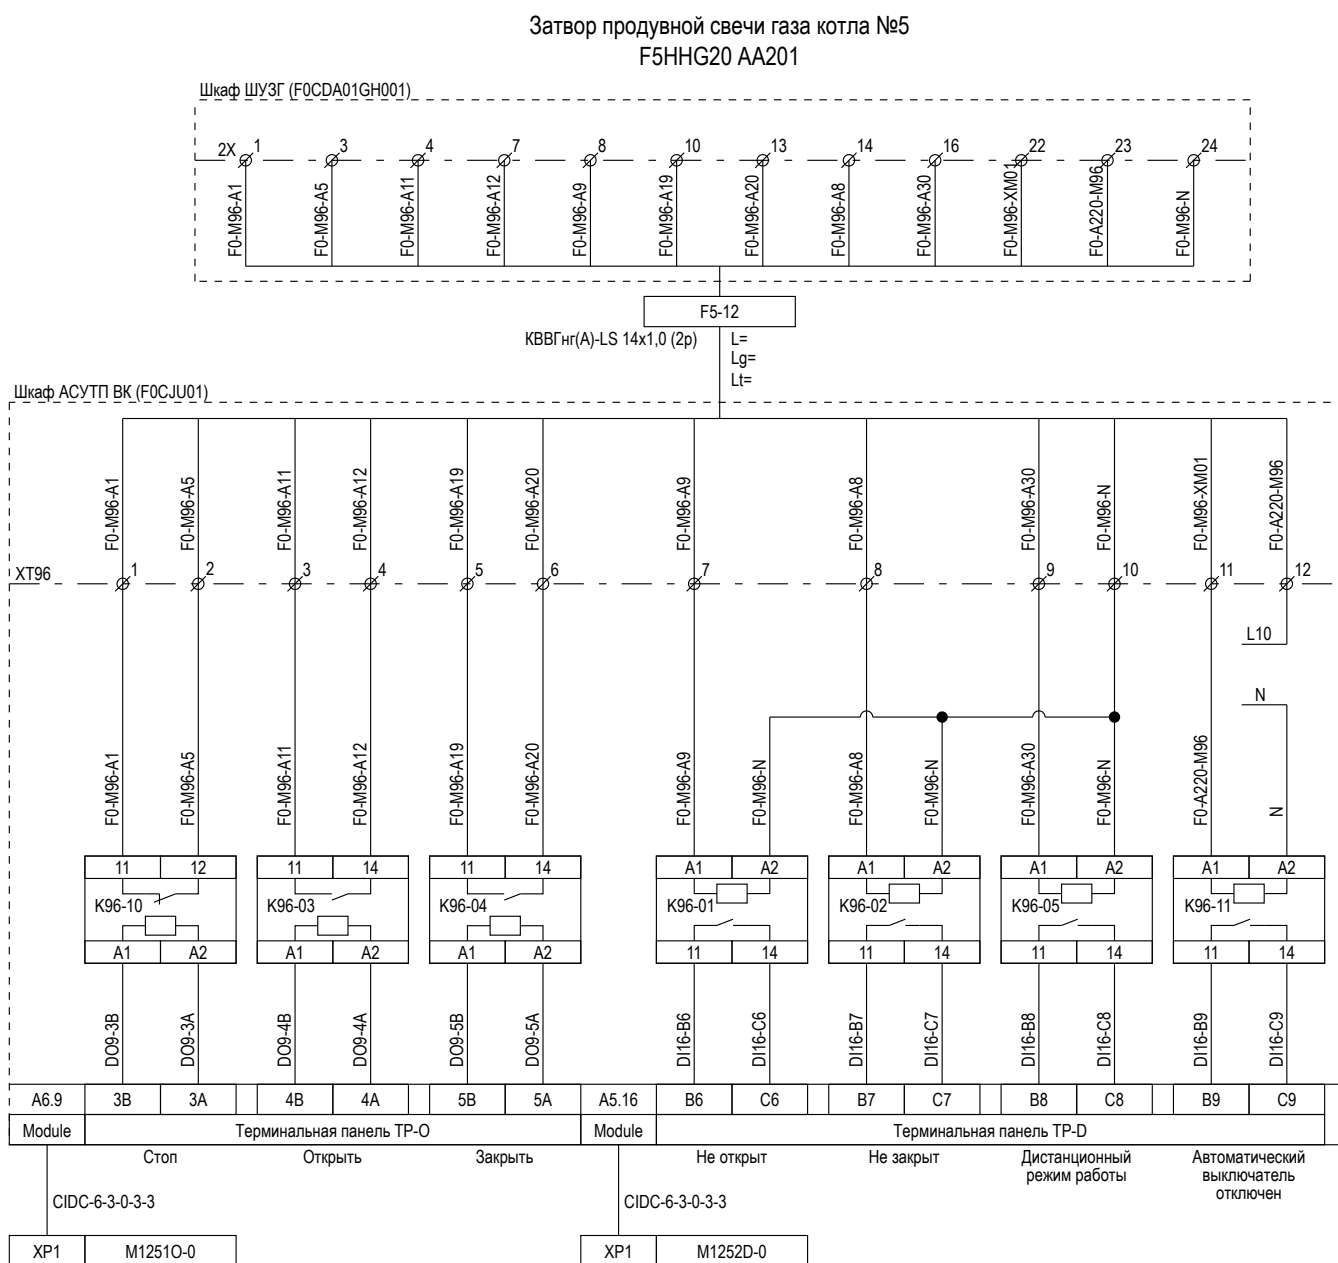 Затвор продувной свечи газа котла №5
F5HHG20 AA201
Шкаф ШУЗГ (F0CDA01GH001)
2X 1 3 4 7 8 10 13 14 16 22 23 24
F0-M96-A1 F0-M96-A5 F0-M96-A11 F0-M96-A12 F0-M96-A9 F0-M96-A19 F0-M96-A20 F0-M96-A8 F0-M96-A30 F0-M96-XM01 F0-A220-M96 F0-M96-N
F5-12
КВВГнг(А)-LS 14x1,0 (2р) L=
Lg=
Lt=
Шкаф АСУТП ВК (F0CJU01)
F0-M96-A1 F0-M96-A5 F0-M96-A11 F0-M96-A12 F0-M96-A19 F0-M96-A20 F0-M96-A9 F0-M96-A8 F0-M96-A30 F0-M96-N F0-M96-XM01 F0-A220-M96
XT96 1 2 3 4 5 6 7 8 9 10 11 12
L10
N
F0-M96-A1 F0-M96-A5 F0-M96-A11 F0-M96-A12 F0-M96-A19 F0-M96-A20 F0-M96-A9 F0-M96-N F0-M96-A8 F0-M96-N F0-M96-A30 F0-M96-N F0-A220-M96 N
11 12 11 14 11 14 A1 A2 A1 A2 A1 A2 A1 A2
K96-10 K96-03 K96-04 K96-01 K96-02 K96-05 K96-11
A1 A2 A1 A2 A1 A2 11 14 11 14 11 14 11 14
DO9-3B DO9-3A DO9-4B DO9-4A DO9-5B DO9-5A DI16-B6 DI16-C6 DI16-B7 DI16-C7 DI16-B8 DI16-C8 DI16-B9 DI16-C9
A6.9 3B 3A 4B 4A 5B 5A A5.16 B6 C6 B7 C7 B8 C8 B9 C9
Module Терминальная панель TP-O Module Терминальная панель TP-D
Стоп Открыть Закрыть Не открыт Не закрыт Дистанционный Автоматический
режим работы выключатель
отключен
CIDC-6-3-0-3-3 CIDC-6-3-0-3-3
XP1 M1251O-0 XP1 M1252D-0